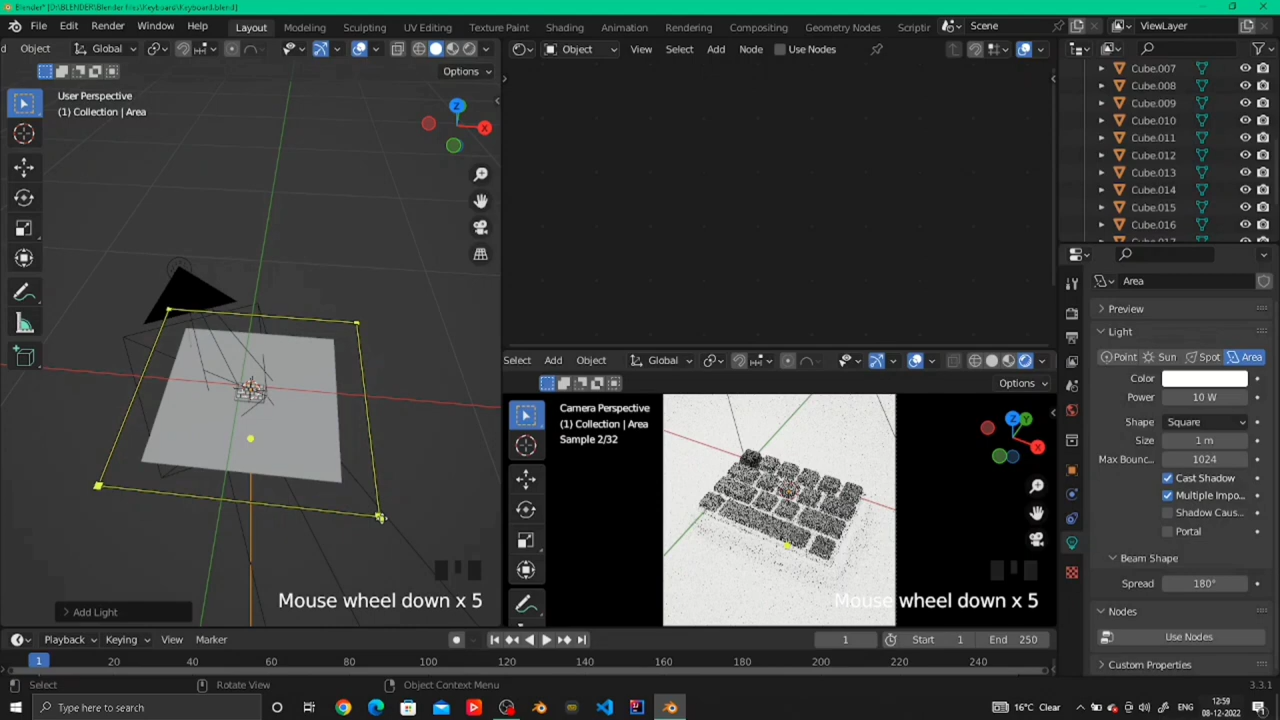 Blender* [D:\BLENDER\Blender files\Keyboard\Keyboard.blend]
File Edit Render Window Help Layout Modeling Sculpting UV Editing Texture Paint Shading Animation Rendering Compositing Geometry Nodes Scriptir Scene ViewLayer
Object Global Object View Select Add Node Use Nodes
Options
User Perspective
(1) Collection | Area
Z
X
Cube.007
Cube.008
Cube.009
Cube.010
Cube.011
Cube.012
Cube.013
Cube.014
Cube.015
Cube.016
Area
Preview
Light
Point Sun Spot Area
Color
Power 10 W
Shape Square
Size 1 m
Max Bounc... 1024
Cast Shadow
Multiple Impo...
Shadow Caus...
Portal
Beam Shape
Spread 180°
Nodes
Use Nodes
Custom Properties
Select Add Object Global
Options
Camera Perspective
(1) Collection | Area
Sample 2/32
Z Y
X
Mouse wheel down x 5
Mouse wheel down x 5
Add Light
Playback Keying View Marker 1 Start 1 End 250
1 20 40 60 80 100 120 140 160 180 200 220 240
Select Rotate View Object Context Menu 3.3.1
Type here to search 16°C Clear ENG 12:59
08-12-2022